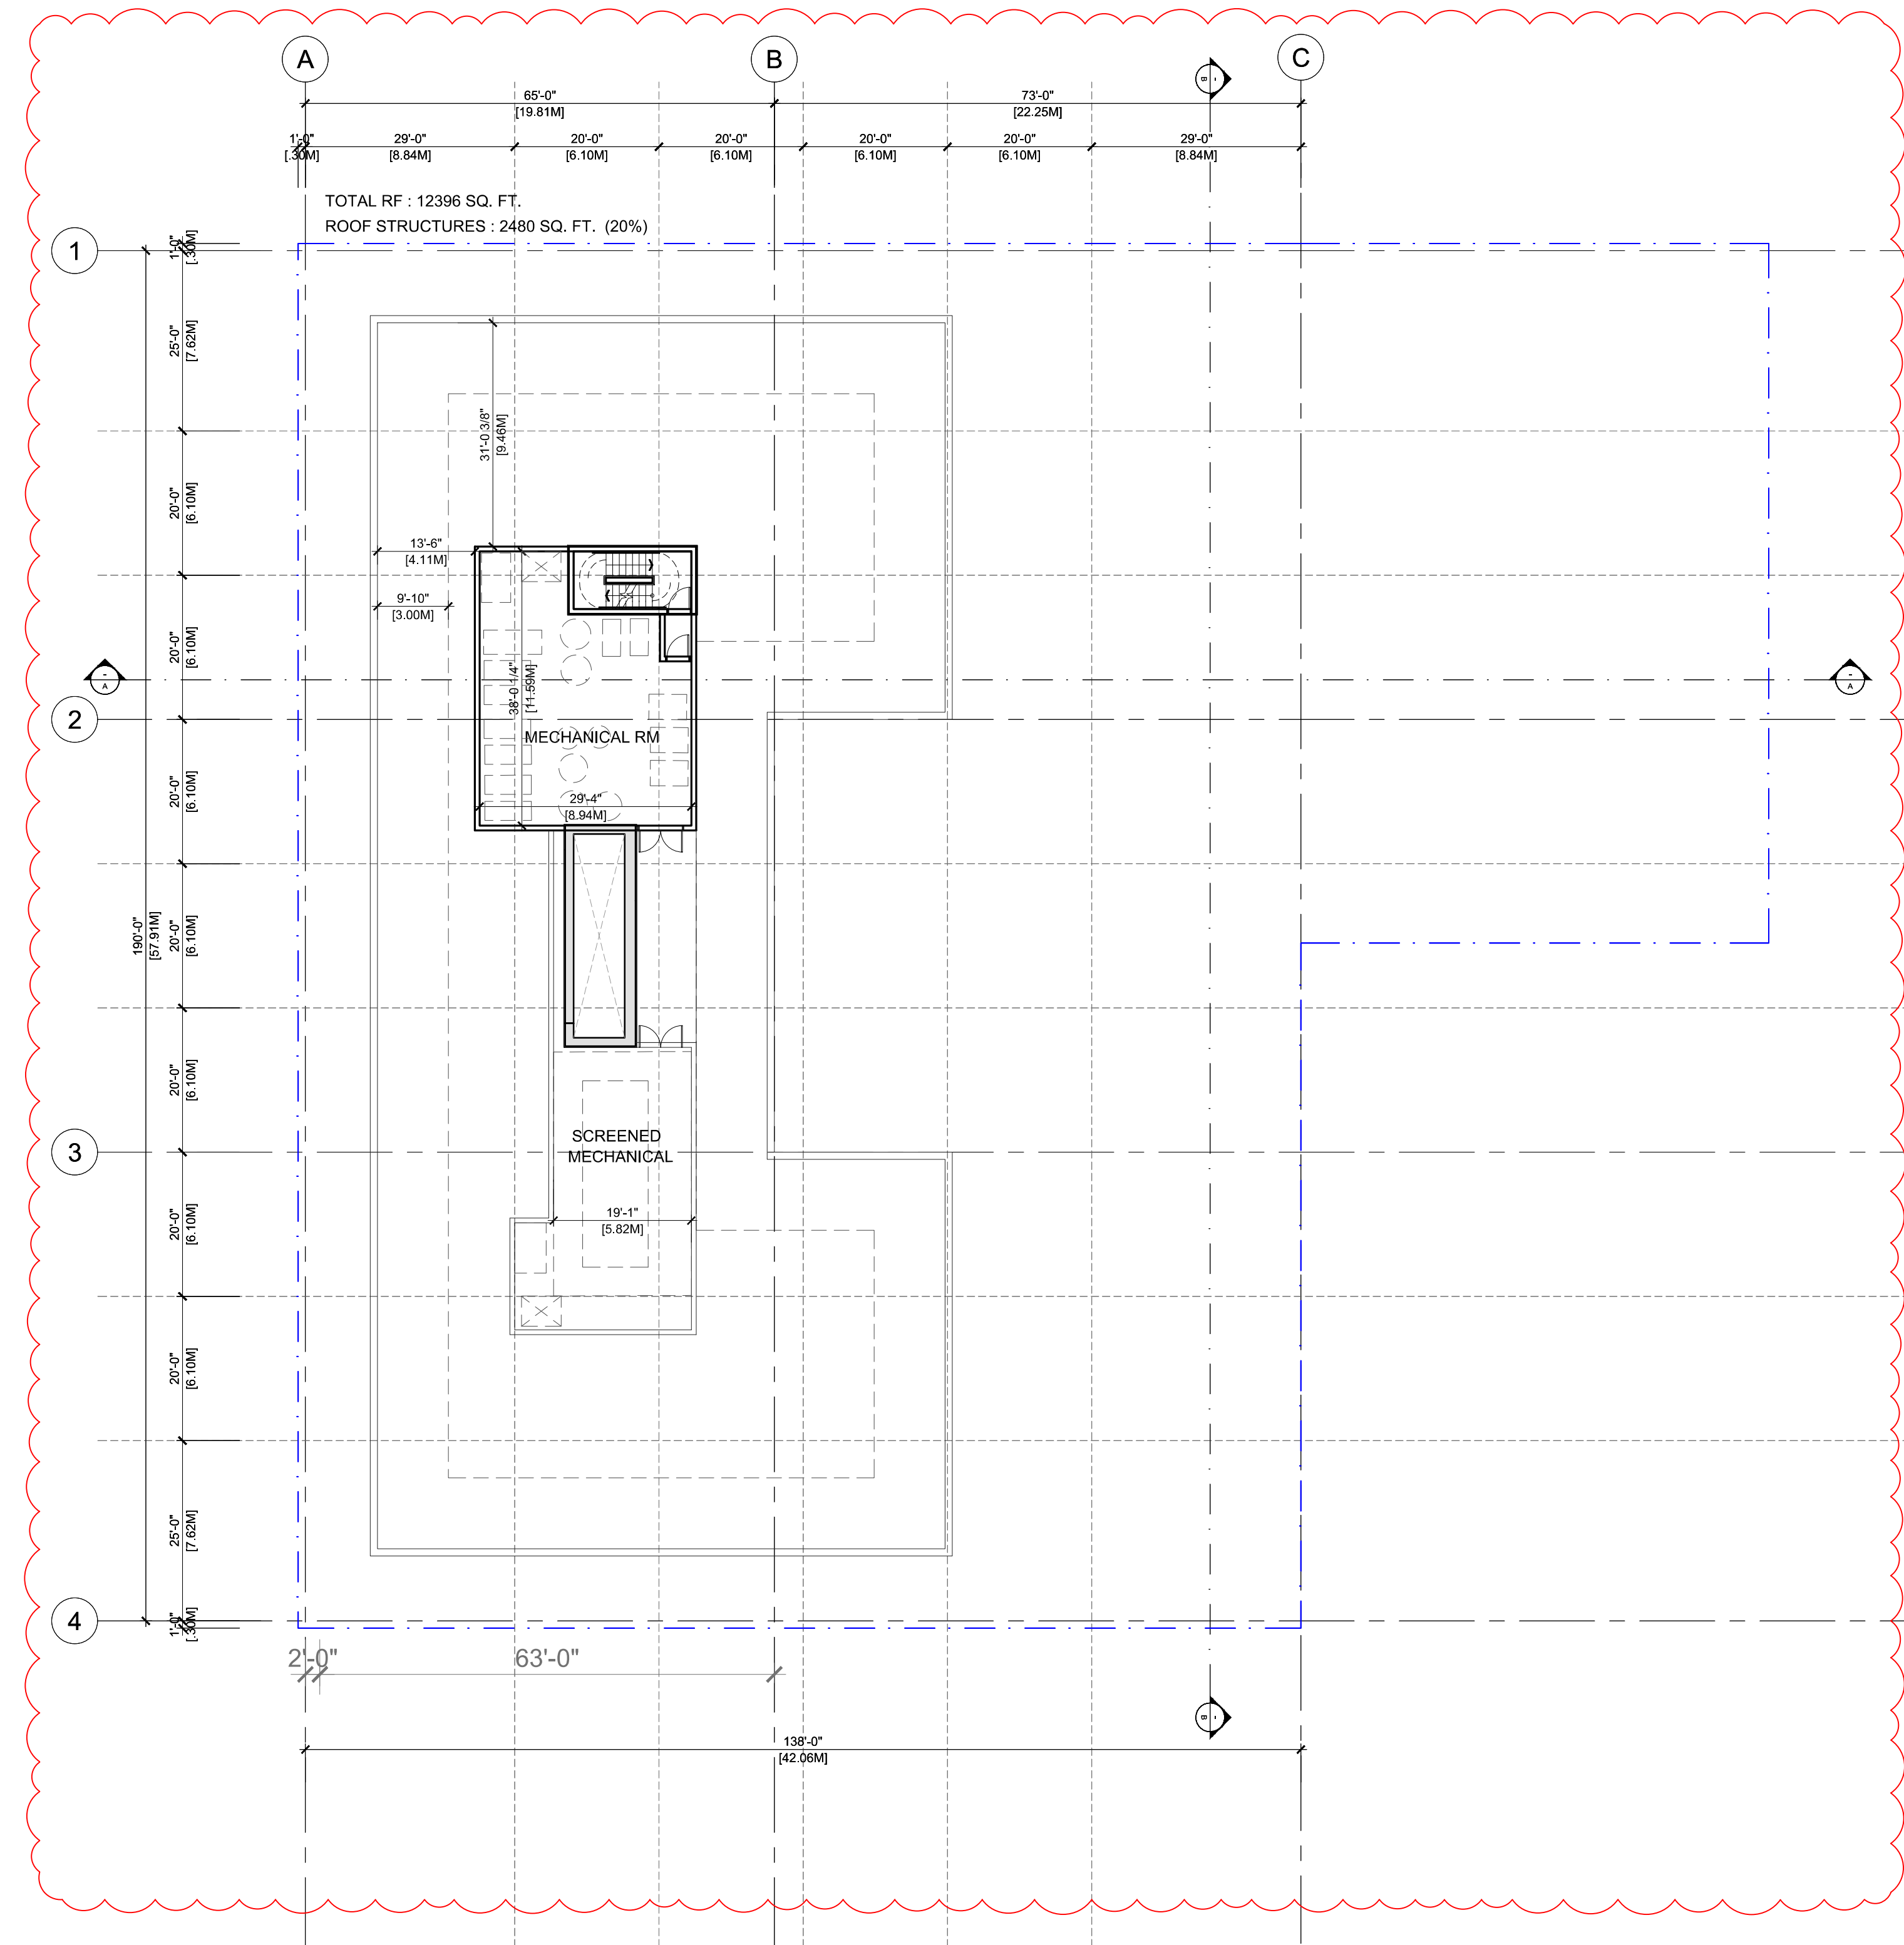 A
B
C
B
-
65'-0"
[19.81M]
73'-0"
[22.25M]
1'-0"
[.30M]
29'-0"
[8.84M]
20'-0"
[6.10M]
20'-0"
[6.10M]
20'-0"
[6.10M]
20'-0"
[6.10M]
29'-0"
[8.84M]
TOTAL RF : 12396 SQ. FT.
ROOF STRUCTURES : 2480 SQ. FT. (20%)
1
1'-0"
[.30M]
25'-0"
[7.62M]
31'-0 3/8"
[9.46M]
20'-0"
[6.10M]
13'-6"
[4.11M]
9'-10"
[3.00M]
20'-0"
[6.10M]
-
A
-
A
38'-0 1/4"
[11.59M]
2
MECHANICAL RM
20'-0"
[6.10M]
29'-4"
[8.94M]
190'-0"
[57.91M]
20'-0"
[6.10M]
20'-0"
[6.10M]
3
SCREENED
MECHANICAL
20'-0"
[6.10M]
19'-1"
[5.82M]
20'-0"
[6.10M]
25'-0"
[7.62M]
4
1'-0"
[.30M]
2'-0"
63'-0"
B
-
138'-0"
[42.06M]